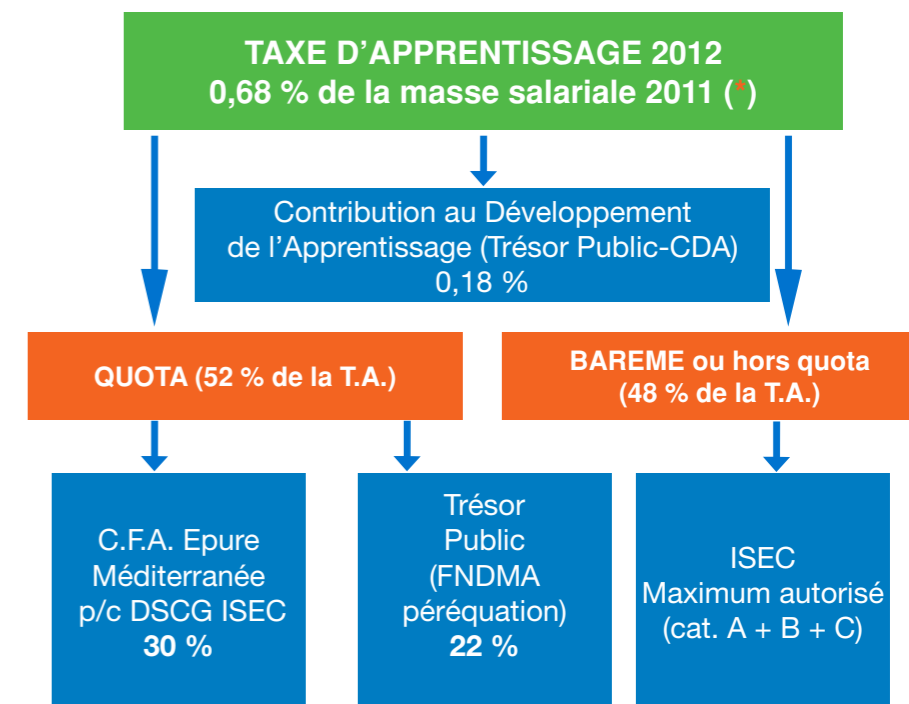 TAXE D’APPRENTISSAGE 2012
0,68 % de la masse salariale 2011 (*)
Contribution au Développement
de l’Apprentissage (Trésor Public-CDA)
0,18 %
QUOTA (52 % de la T.A.)
BAREME ou hors quota
(48 % de la T.A.)
C.F.A. Epure
Méditerranée
p/c DSCG ISEC
30 %
Trésor
Public
(FNDMA
péréquation)
22 %
ISEC
Maximum autorisé
(cat. A + B + C)